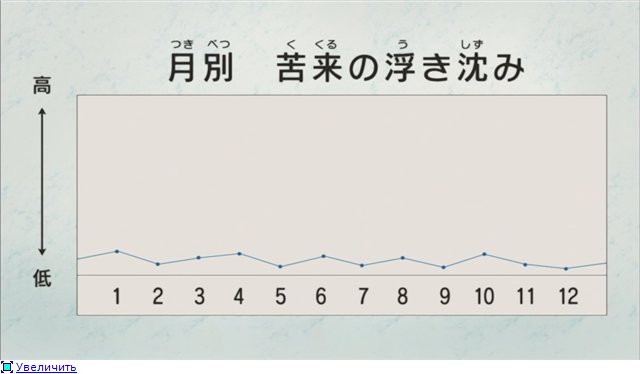 つき べつ く くる う しず
月別 苦来の浮き沈み
高
低
1 2 3 4 5 6 7 8 9 10 11 12
Увеличить